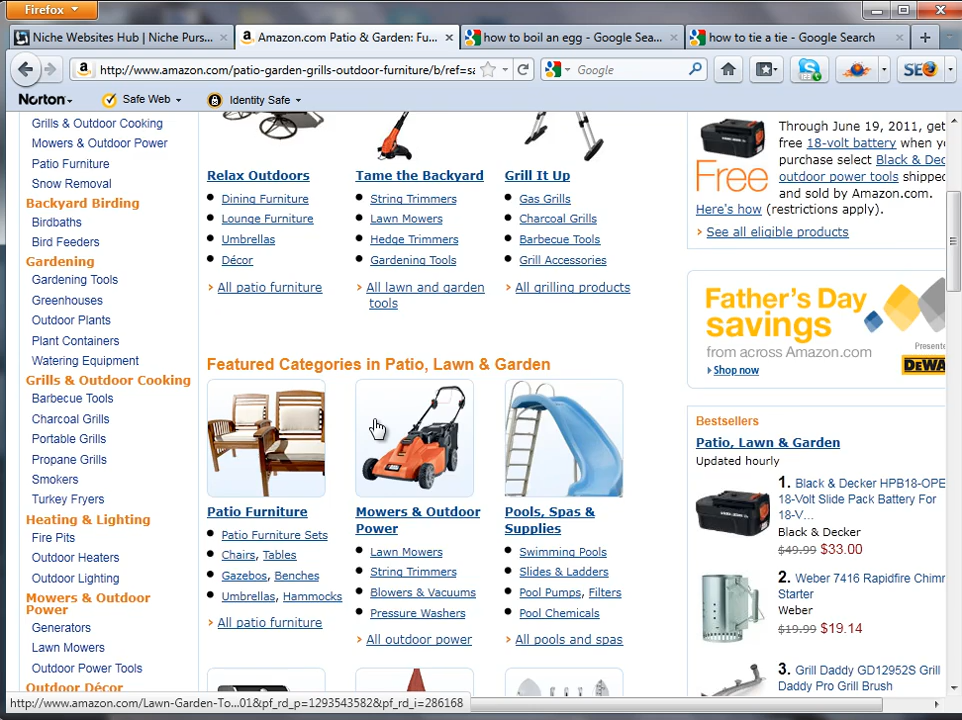 Firefox
Niche Websites Hub | Niche Purs...
Amazon.com Patio & Garden: Fu...
how to boil an egg - Google Sea...
how to tie a tie - Google Search
http://www.amazon.com/patio-garden-grills-outdoor-furniture/b/ref=sa
Google
SEO
Norton
Safe Web
Identity Safe
Grills & Outdoor Cooking
Mowers & Outdoor Power
Patio Furniture
Snow Removal
Backyard Birding
Birdbaths
Bird Feeders
Gardening
Gardening Tools
Greenhouses
Outdoor Plants
Plant Containers
Watering Equipment
Grills & Outdoor Cooking
Barbecue Tools
Charcoal Grills
Portable Grills
Propane Grills
Smokers
Turkey Fryers
Heating & Lighting
Fire Pits
Outdoor Heaters
Outdoor Lighting
Mowers & Outdoor
Power
Generators
Lawn Mowers
Outdoor Power Tools
Outdoor Décor
Relax Outdoors
Dining Furniture
Lounge Furniture
Umbrellas
Décor
All patio furniture
Tame the Backyard
String Trimmers
Lawn Mowers
Hedge Trimmers
Gardening Tools
All lawn and garden
tools
Grill It Up
Gas Grills
Charcoal Grills
Barbecue Tools
Grill Accessories
All grilling products
Featured Categories in Patio, Lawn & Garden
Patio Furniture
Patio Furniture Sets
Chairs, Tables
Gazebos, Benches
Umbrellas, Hammocks
All patio furniture
Mowers & Outdoor
Power
Lawn Mowers
String Trimmers
Blowers & Vacuums
Pressure Washers
All outdoor power
Pools, Spas &
Supplies
Swimming Pools
Slides & Ladders
Pool Pumps, Filters
Pool Chemicals
All pools and spas
Free
Through June 19, 2011, get
free 18-volt battery when yo
purchase select Black & Dec
outdoor power tools shipped
and sold by Amazon.com.
Here's how (restrictions apply).
See all eligible products
Father's Day
savings
from across Amazon.com
Shop now
Presente
DEWA
Bestsellers
Patio, Lawn & Garden
Updated hourly
1. Black & Decker HPB18-OPE
18-Volt Slide Pack Battery For
18-V...
Black & Decker
$49.99 $33.00
2. Weber 7416 Rapidfire Chimn
Starter
Weber
$19.99 $19.14
3. Grill Daddy GD12952S Grill
Daddy Pro Grill Brush
http://www.amazon.com/Lawn-Garden-To...01&pf_rd_p=1293543582&pf_rd_i=286168